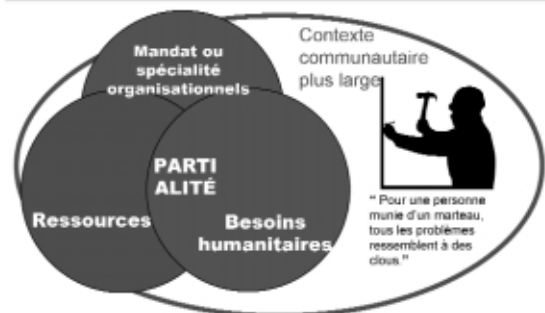 Mandat ou
spécialité
organisationnels
Contexte
communautaire
plus large
PARTI
ALITÉ
Ressources
Besoins
humanitaires
“ Pour une personne
munie d'un marteau,
tous les problèmes
ressemblent à des
clous.”